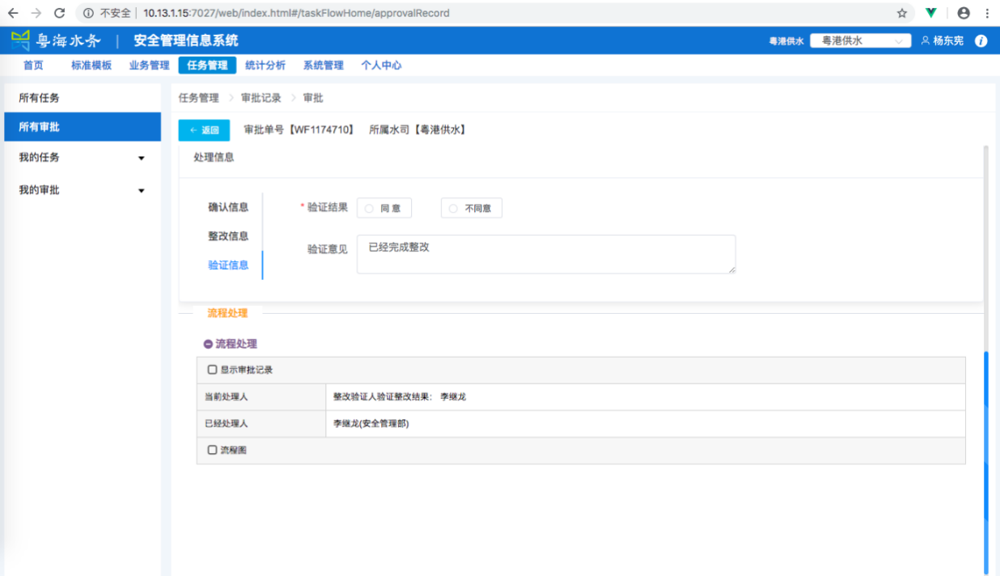 不安全 | 10.13.1.15:7027/web/index.html#/taskFlowHome/approvalRecord
粤海水务 | 安全管理信息系统 粤港供水 粤港供水 杨东宪
首页 标准模板 业务管理 任务管理 统计分析 系统管理 个人中心
所有任务
所有审批
我的任务
我的审批
任务管理 > 审批记录 > 审批
← 返回 审批单号【WF1174710】 所属水司【粤港供水】
处理信息
确认信息
整改信息
验证信息
* 验证结果 同意 不同意
验证意见 已经完成整改
流程处理
流程处理
显示审批记录
当前处理人 整改验证人验证整改结果： 李继龙
已经处理人 李继龙(安全管理部)
流程图